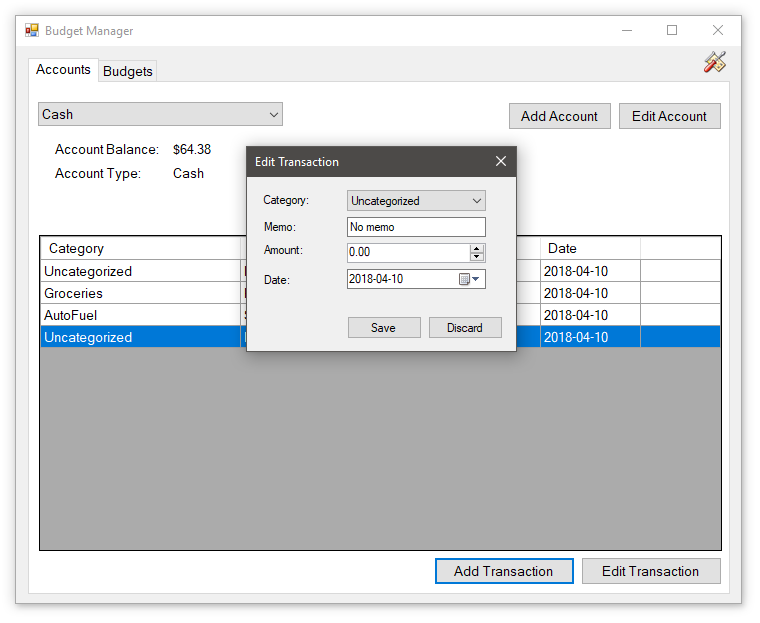 Budget Manager
Accounts Budgets
Cash
Add Account Edit Account
Account Balance: $64.38
Account Type: Cash
Category Date
Uncategorized 2018-04-10
Groceries 2018-04-10
AutoFuel 2018-04-10
Uncategorized 2018-04-10
Edit Transaction
Category: Uncategorized
Memo: No memo
Amount: 0.00
Date: 2018-04-10
Save Discard
Add Transaction Edit Transaction